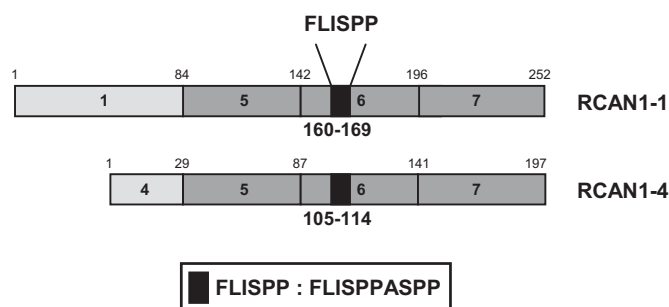 FLISPP
1 84 142 196 252
1 5 6 7 RCAN1-1
160-169
1 29 87 141 197
4 5 6 7 RCAN1-4
105-114
FLISPP : FLISPPASPP